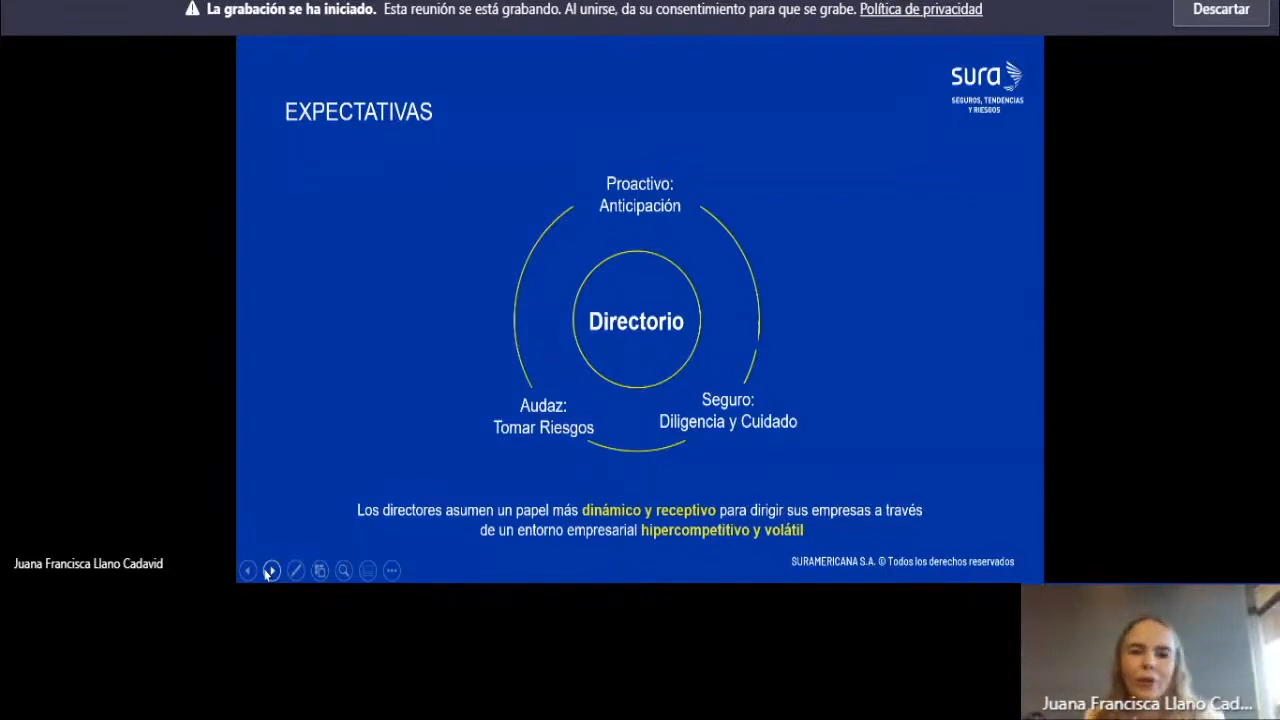 La grabación se ha iniciado. Esta reunión se está grabando. Al unirse, da su consentimiento para que se grabe. Política de privacidad
Descartar
sura
SEGUROS, TENDENCIAS
Y RIESGOS
EXPECTATIVAS
Proactivo:
Anticipación
Directorio
Audaz:
Tomar Riesgos
Seguro:
Diligencia y Cuidado
Los directores asumen un papel más dinámico y receptivo para dirigir sus empresas a través
de un entorno empresarial hipercompetitivo y volátil
SURAMERICANA S.A. © Todos los derechos reservados
Juana Francisca Llano Cadavid
Juana Francisca Llano Cad...